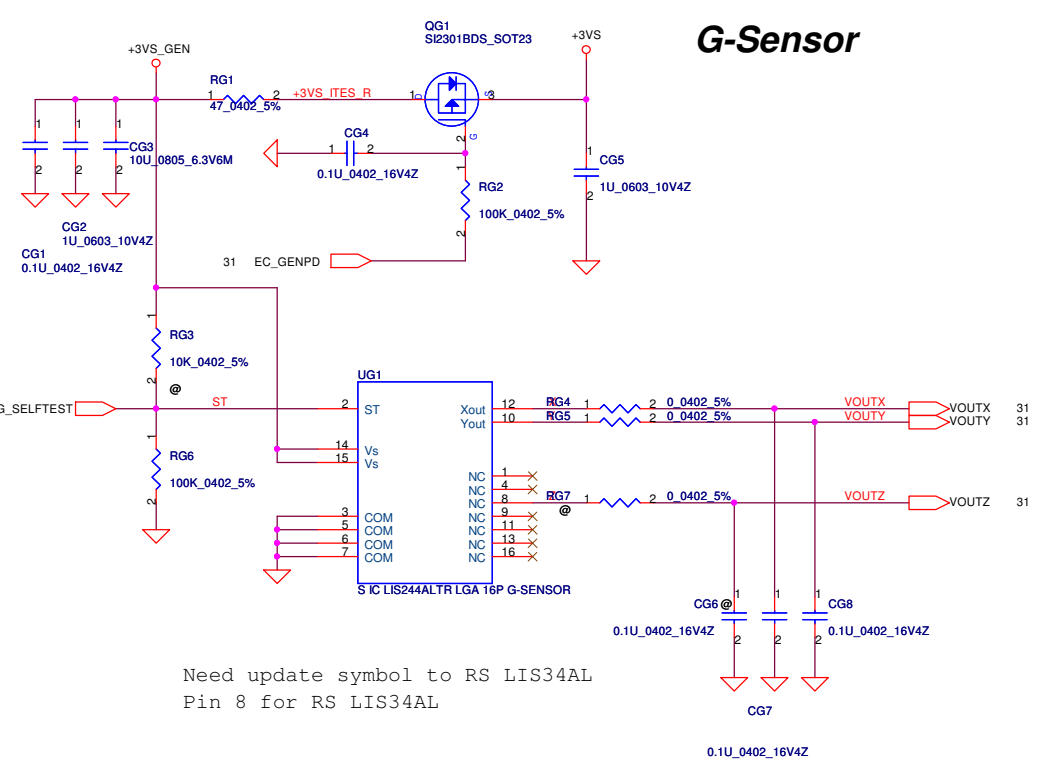 G-Sensor
QG1
SI2301BDS_SOT23
+3VS_GEN
+3VS
RG1
1
2
47_0402_5%
+3VS_ITES_R
1
D
S
3
2
G
1
2
1
2
1
2
CG3
10U_0805_6.3V6M
CG4
1
2
0.1U_0402_16V4Z
1
RG2
100K_0402_5%
2
1
CG5
1U_0603_10V4Z
2
CG2
1U_0603_10V4Z
CG1
0.1U_0402_16V4Z
31 EC_GENPD
1
RG3
10K_0402_5%
2
@
G_SELFTEST
ST
1
RG6
100K_0402_5%
2
UG1
2 ST
14 Vs
15 Vs
3 COM
5 COM
6 COM
7 COM
Xout 12
Yout 10
NC 1
NC 4
NC 8
NC 9
NC 11
NC 13
NC 16
S IC LIS244ALTR LGA 16P G-SENSOR
RG4 1 2 0_0402_5% VOUTX VOUTX 31
RG5 1 2 0_0402_5% VOUTY VOUTY 31
RG7 1 2 0_0402_5% VOUTZ VOUTZ 31
@
CG6 @ 1
2
0.1U_0402_16V4Z
1
2
1 CG8
2
0.1U_0402_16V4Z
CG7
0.1U_0402_16V4Z
Need update symbol to RS LIS34AL
Pin 8 for RS LIS34AL